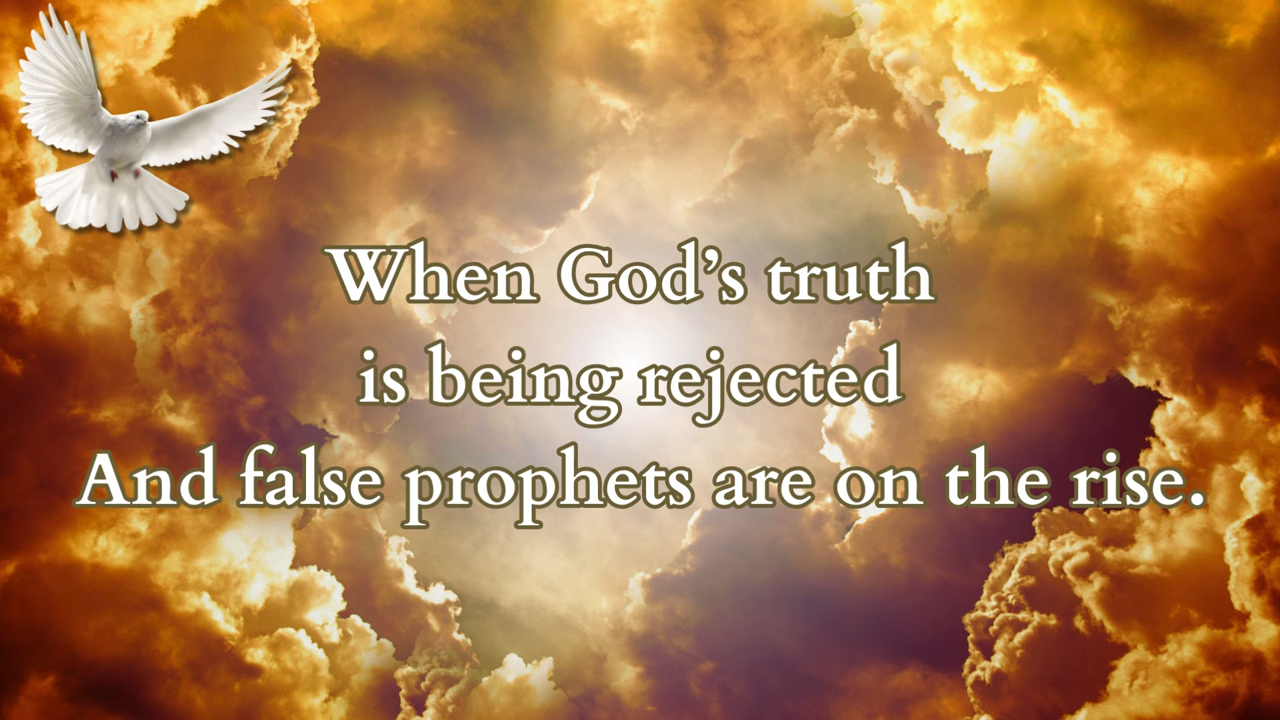 When God’s truth
is being rejected
And false prophets are on the rise.